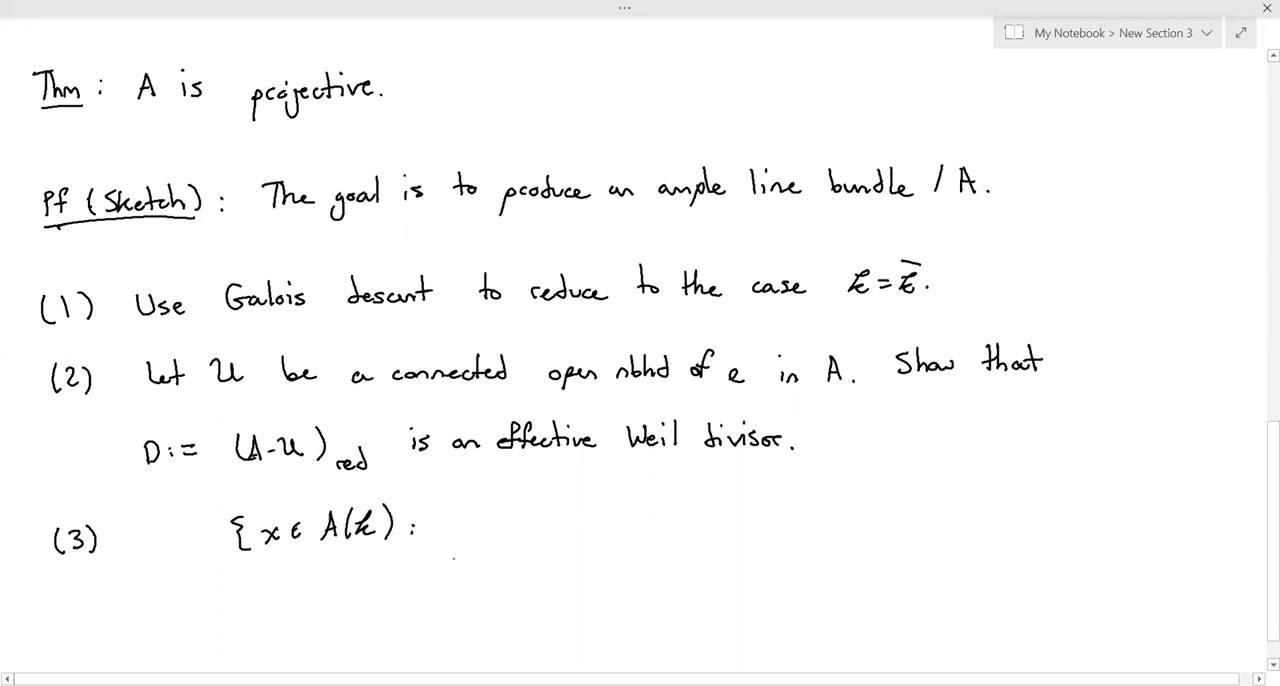 ...
My Notebook > New Section 3
Thm : A is projective.
Pf (Sketch) : The goal is to produce an ample line bundle / A.
(1) Use Galois descent to reduce to the case k = k̅.
(2) Let U be a connected open nbhd of e in A. Show that
D := (A-U)_red is an effective Weil divisor.
(3) { x ∈ A(k) :